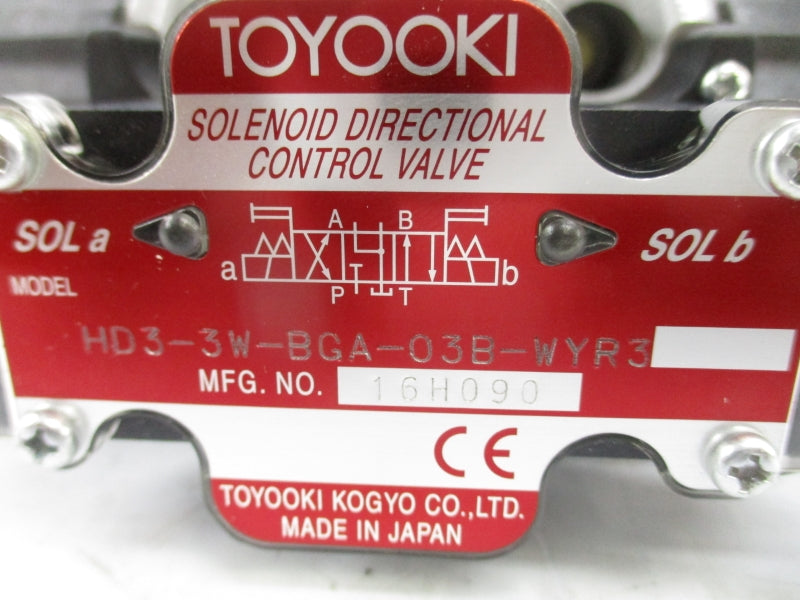 TOYOOKI
SOLENOID DIRECTIONAL
CONTROL VALVE
A B
SOL a SOL b
a b
P T
MODEL
HD3-3W-BGA-03B-WYR3
MFG. NO. 16H090
CE
TOYOOKI KOGYO CO.,LTD.
MADE IN JAPAN